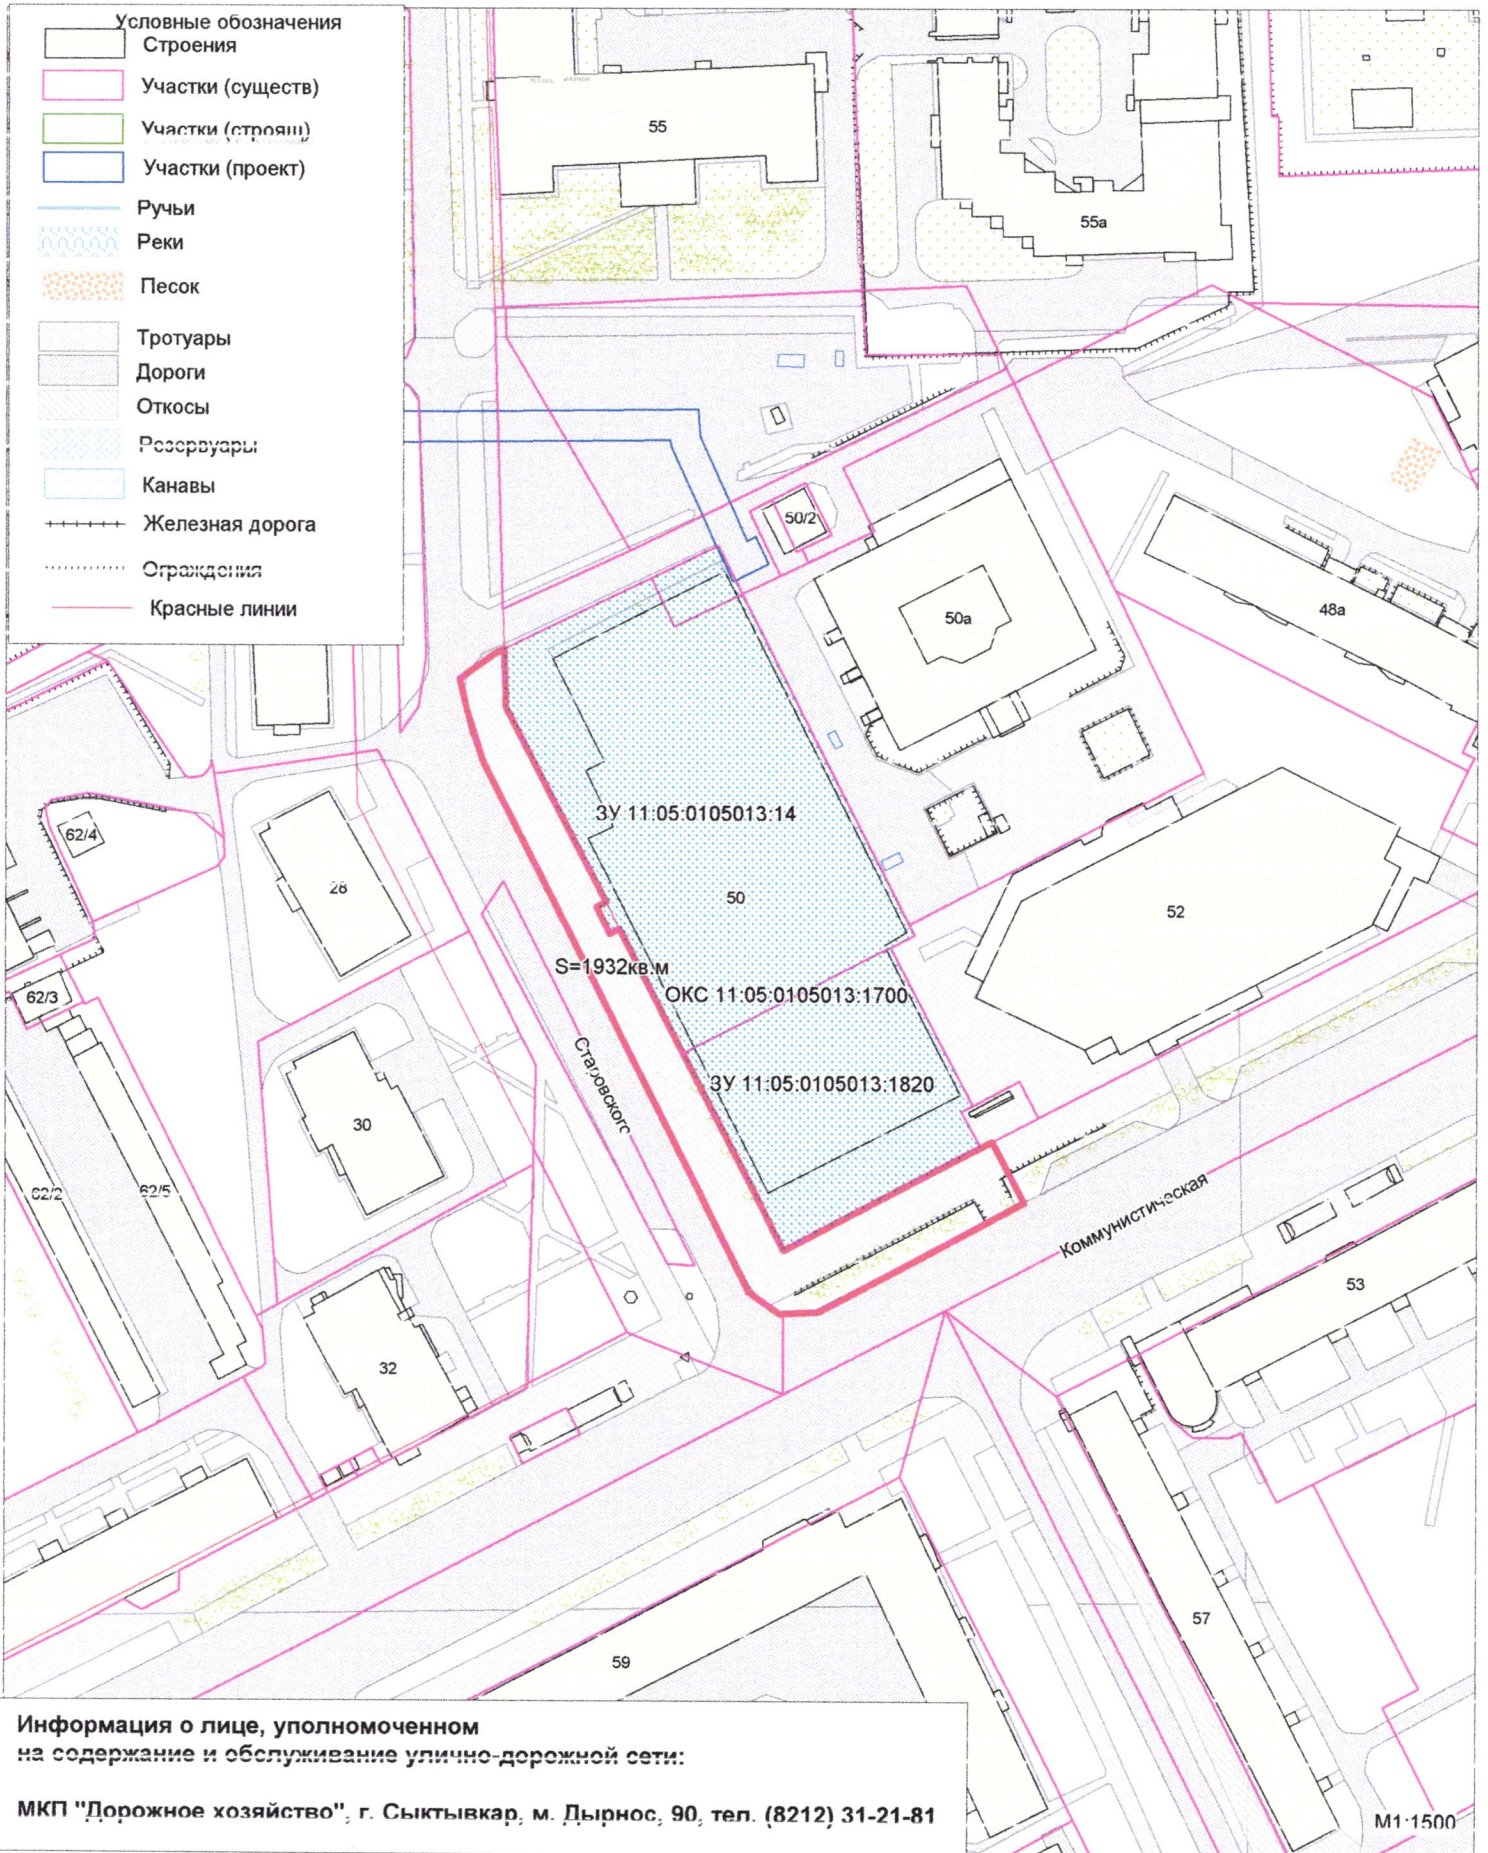 Условные обозначения
Строения
Участки (существ)
Участки (строящ)
Участки (проект)
Ручьи
Реки
Песок
Тротуары
Дороги
Откосы
Резервуары
Канавы
Железная дорога
Ограждения
Красные линии
55
55а
50/2
50а
48а
ЗУ 11:05:0105013:14
62/4
28
50
52
S=1932кв.м
ОКС 11:05:0105013:1700
62/3
Старовского
ЗУ 11:05:0105013:1820
30
62/2
62/5
Коммунистическая
53
32
57
59
Информация о лице, уполномоченном
на содержание и обслуживание улично-дорожной сети:
МКП "Дорожное хозяйство", г. Сыктывкар, м. Дырнос, 90, тел. (8212) 31-21-81
М1:1500